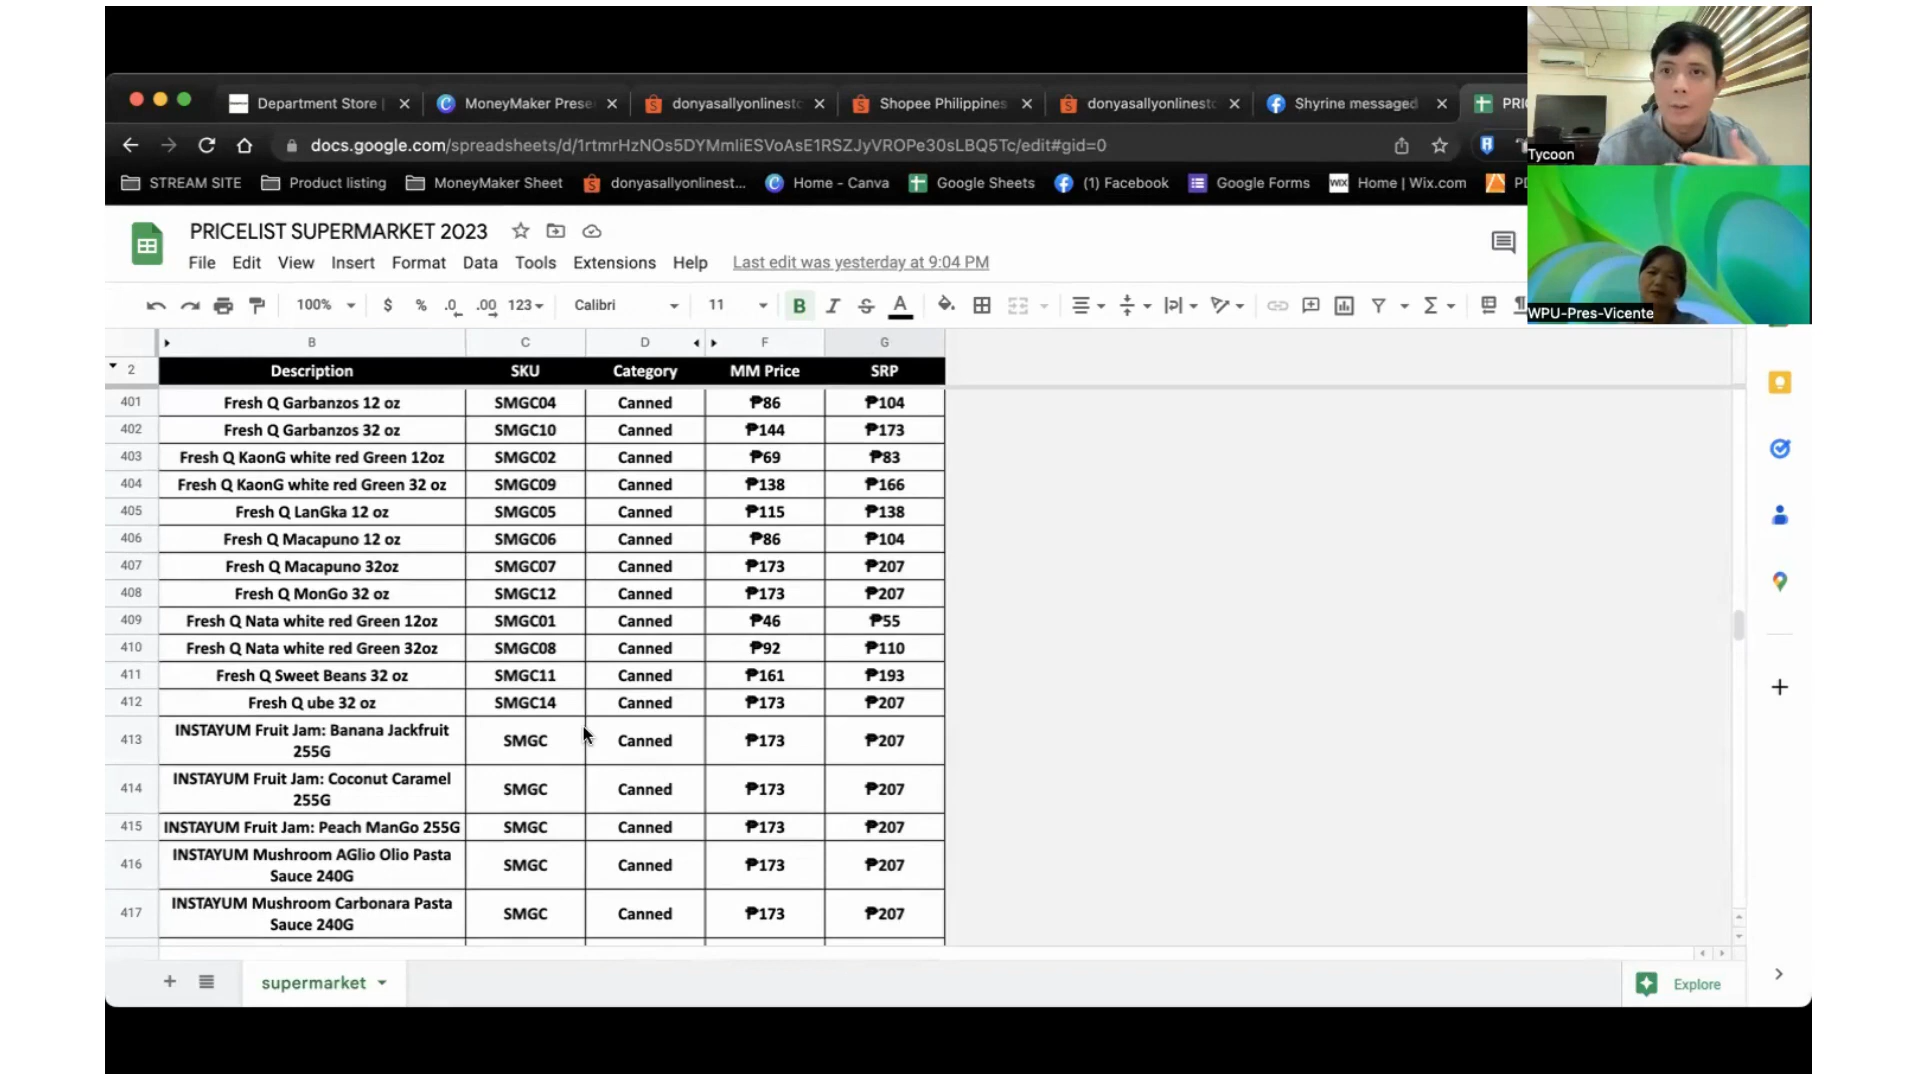 Department Store |
MoneyMaker Prese
donyasallyonlinesto
Shopee Philippines
donyasallyonlinesto
Shyrine messaged
PRI
docs.google.com/spreadsheets/d/1rtmrHzNOs5DYMmIiESVoAsE1RSZJyVROPe30sLBQ5Tc/edit#gid=0
STREAM SITE
Product listing
MoneyMaker Sheet
donyasallyonlinest...
Home - Canva
Google Sheets
(1) Facebook
Google Forms
WIX Home | Wix.com
Tycoon
WPU-Pres-Vicente
PRICELIST SUPERMARKET 2023
File Edit View Insert Format Data Tools Extensions Help Last edit was yesterday at 9:04 PM
100% $ % .0 .00 123 Calibri 11 B I S A
B C D F G
2 Description SKU Category MM Price SRP
401 Fresh Q Garbanzos 12 oz SMGC04 Canned ₱86 ₱104
402 Fresh Q Garbanzos 32 oz SMGC10 Canned ₱144 ₱173
403 Fresh Q KaonG white red Green 12oz SMGC02 Canned ₱69 ₱83
404 Fresh Q KaonG white red Green 32 oz SMGC09 Canned ₱138 ₱166
405 Fresh Q LanGka 12 oz SMGC05 Canned ₱115 ₱138
406 Fresh Q Macapuno 12 oz SMGC06 Canned ₱86 ₱104
407 Fresh Q Macapuno 32oz SMGC07 Canned ₱173 ₱207
408 Fresh Q MonGo 32 oz SMGC12 Canned ₱173 ₱207
409 Fresh Q Nata white red Green 12oz SMGC01 Canned ₱46 ₱55
410 Fresh Q Nata white red Green 32oz SMGC08 Canned ₱92 ₱110
411 Fresh Q Sweet Beans 32 oz SMGC11 Canned ₱161 ₱193
412 Fresh Q ube 32 oz SMGC14 Canned ₱173 ₱207
413 INSTAYUM Fruit Jam: Banana Jackfruit
255G SMGC Canned ₱173 ₱207
414 INSTAYUM Fruit Jam: Coconut Caramel
255G SMGC Canned ₱173 ₱207
415 INSTAYUM Fruit Jam: Peach ManGo 255G SMGC Canned ₱173 ₱207
416 INSTAYUM Mushroom AGlio Olio Pasta
Sauce 240G SMGC Canned ₱173 ₱207
417 INSTAYUM Mushroom Carbonara Pasta
Sauce 240G SMGC Canned ₱173 ₱207
supermarket
Explore